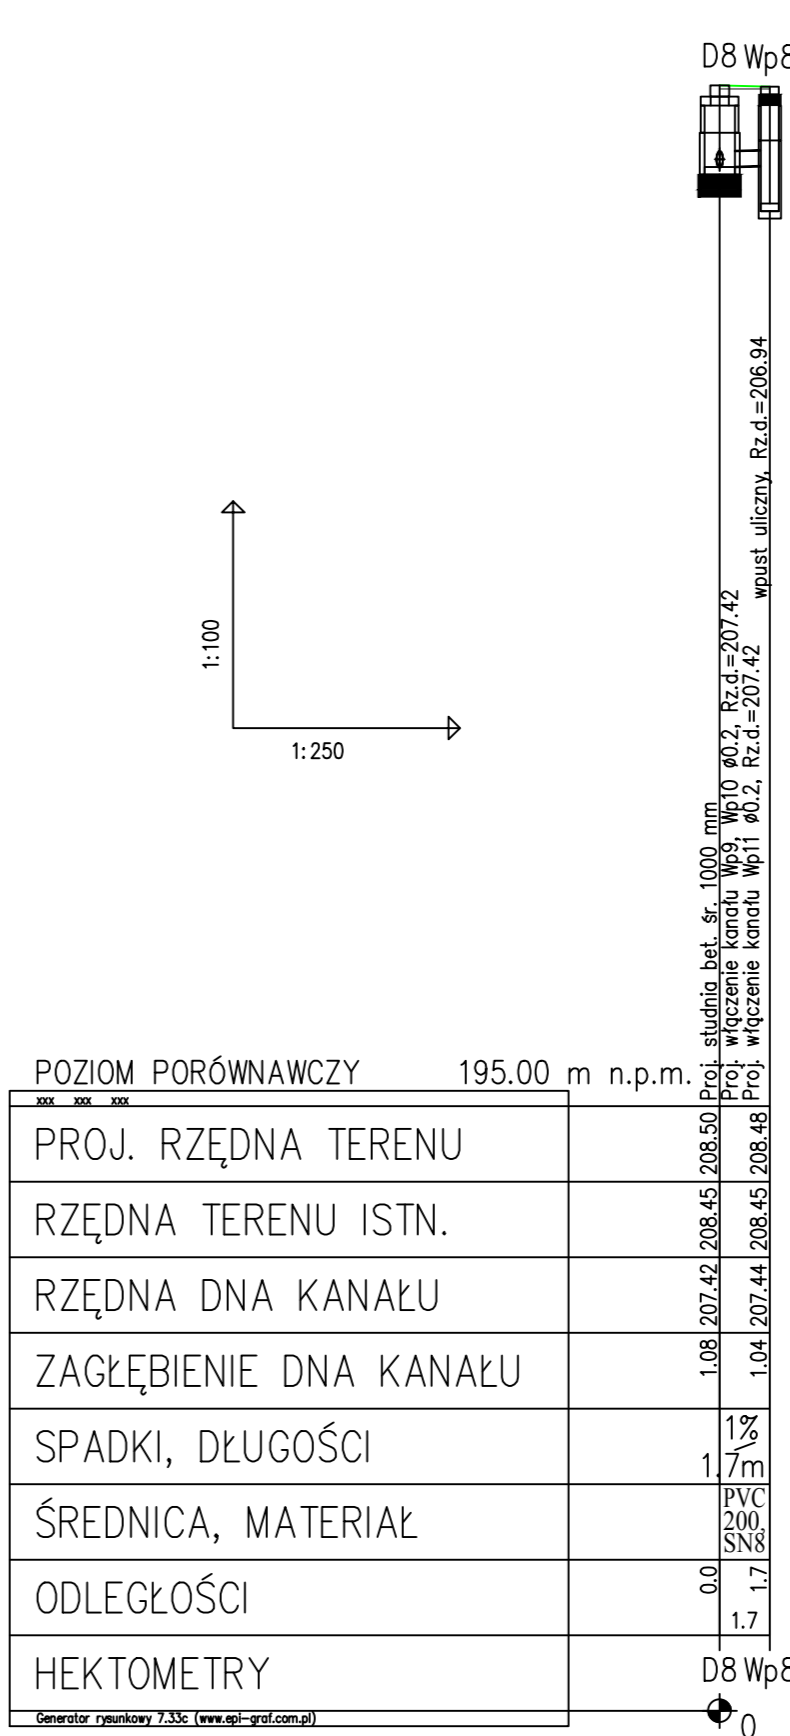 D8 Wp8
wpust uliczny, Rz.d.=206.94
1:100
1:250
Proj. studnia bet. śr. 1000 mm
Proj. włączenie kanału Wp9, Wp10 ø0.2, Rz.d.=207.42
Proj. włączenie kanału Wp11 ø0.2, Rz.d.=207.42
POZIOM PORÓWNAWCZY 195.00 m n.p.m.
xxx xxx xxx
PROJ. RZĘDNA TERENU 208.50 208.48
RZĘDNA TERENU ISTN. 208.45 208.45
RZĘDNA DNA KANAŁU 207.42 207.44
ZAGŁĘBIENIE DNA KANAŁU 1.08 1.04
SPADKI, DŁUGOŚCI 1%
1.7m
ŚREDNICA, MATERIAŁ PVC
200,
SN8
ODLEGŁOŚCI 0.0 1.7
1.7
HEKTOMETRY D8 Wp8
Generator rysunkowy 7.33c (www.epi-graf.com.pl)
0